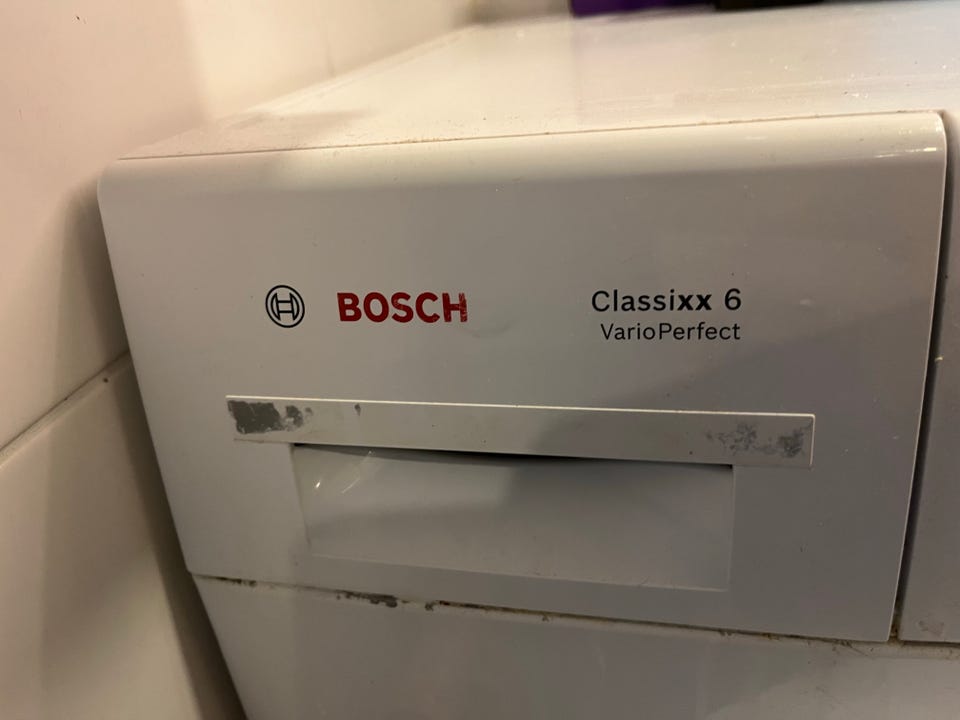 BOSCH
Classixx 6
VarioPerfect